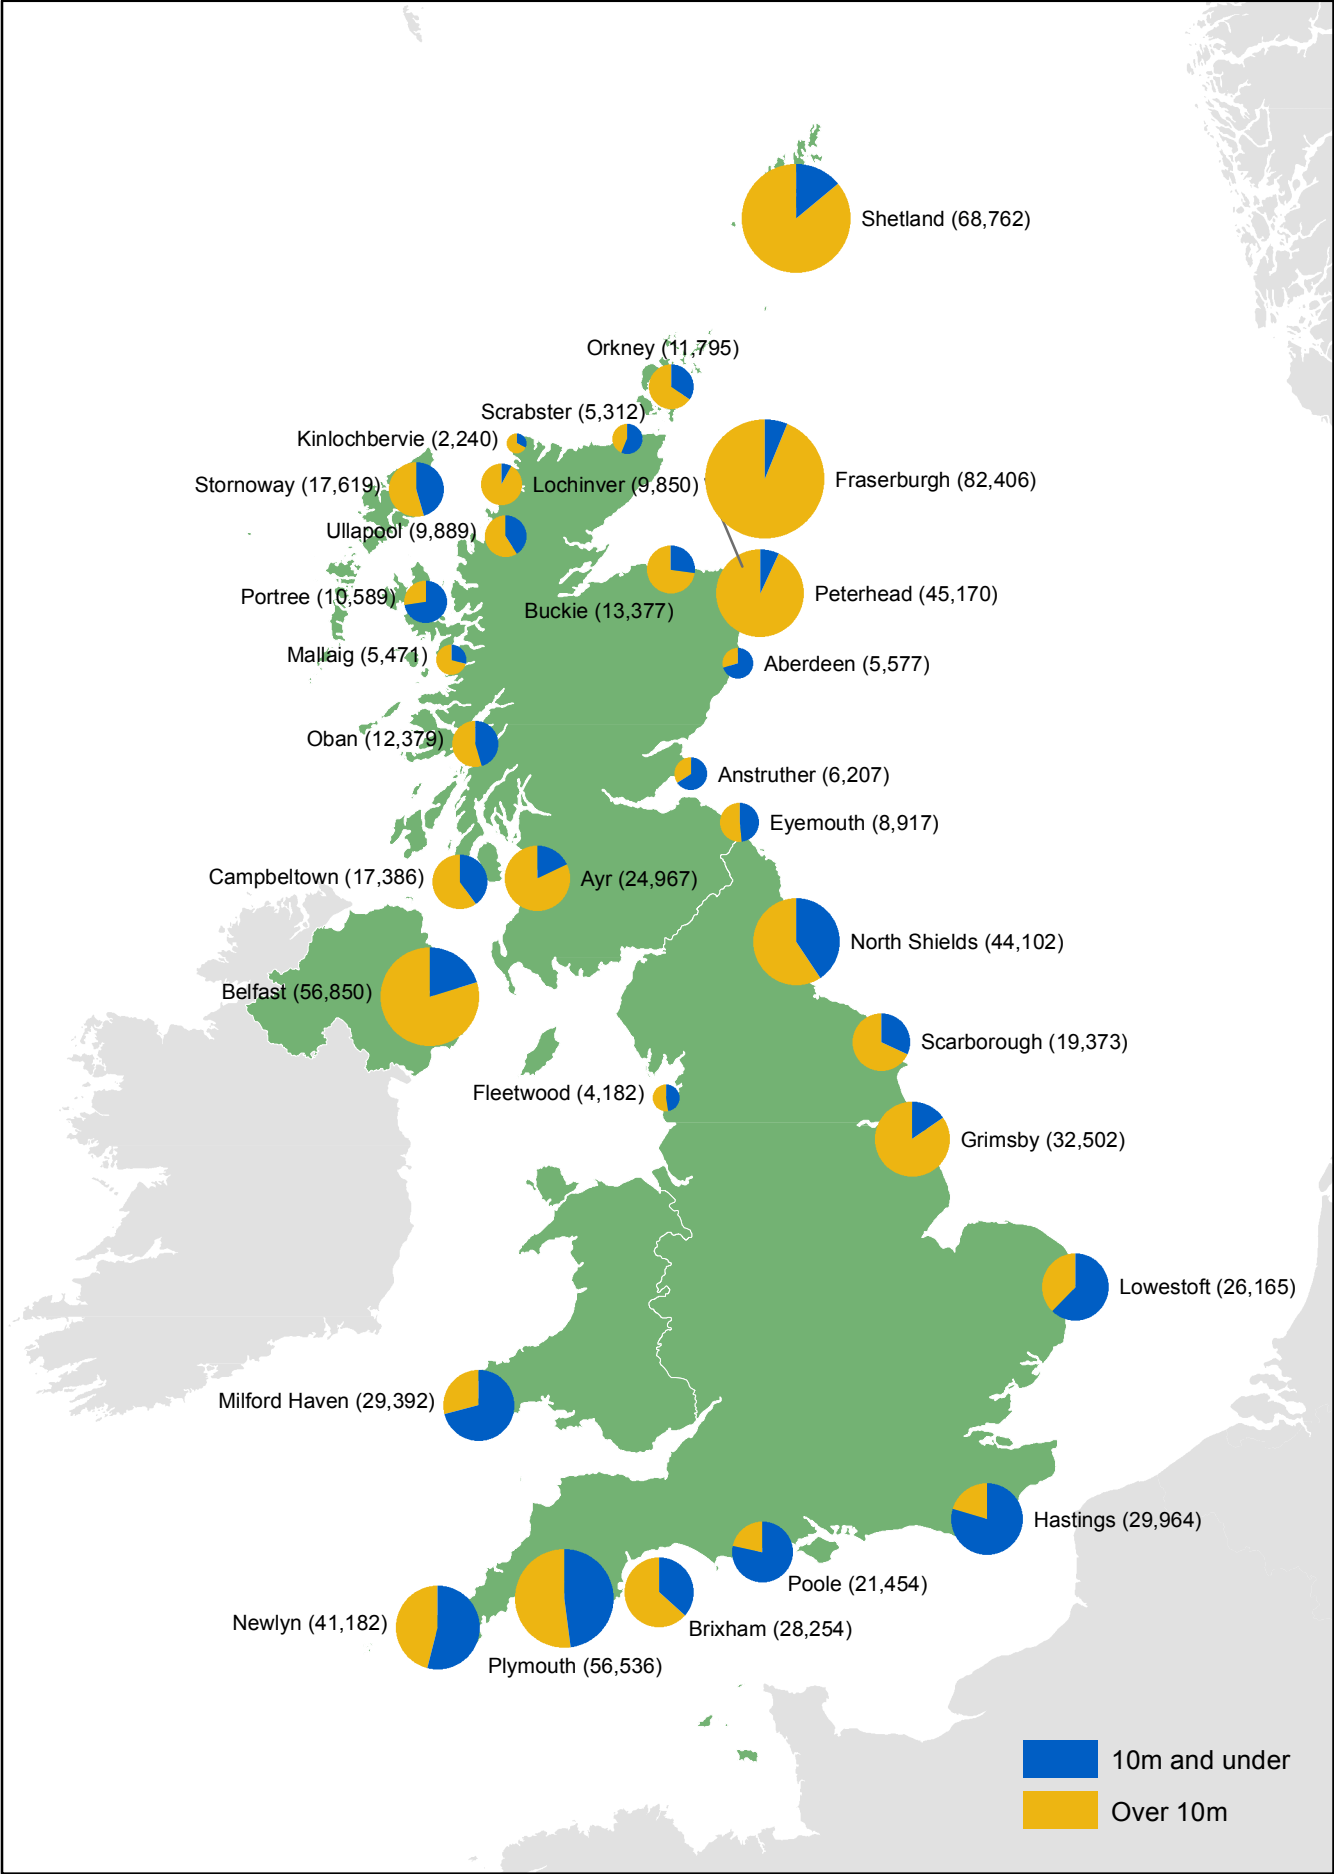 Shetland (68,762)
Orkney (11,795)
Scrabster (5,312)
Kinlochbervie (2,240)
Stornoway (17,619)
Lochinver (9,850)
Fraserburgh (82,406)
Ullapool (9,889)
Portree (10,589)
Buckie (13,377)
Peterhead (45,170)
Mallaig (5,471)
Aberdeen (5,577)
Oban (12,379)
Anstruther (6,207)
Eyemouth (8,917)
Campbeltown (17,386)
Ayr (24,967)
North Shields (44,102)
Belfast (56,850)
Scarborough (19,373)
Fleetwood (4,182)
Grimsby (32,502)
Lowestoft (26,165)
Milford Haven (29,392)
Hastings (29,964)
Poole (21,454)
Newlyn (41,182)
Brixham (28,254)
Plymouth (56,536)
10m and under
Over 10m